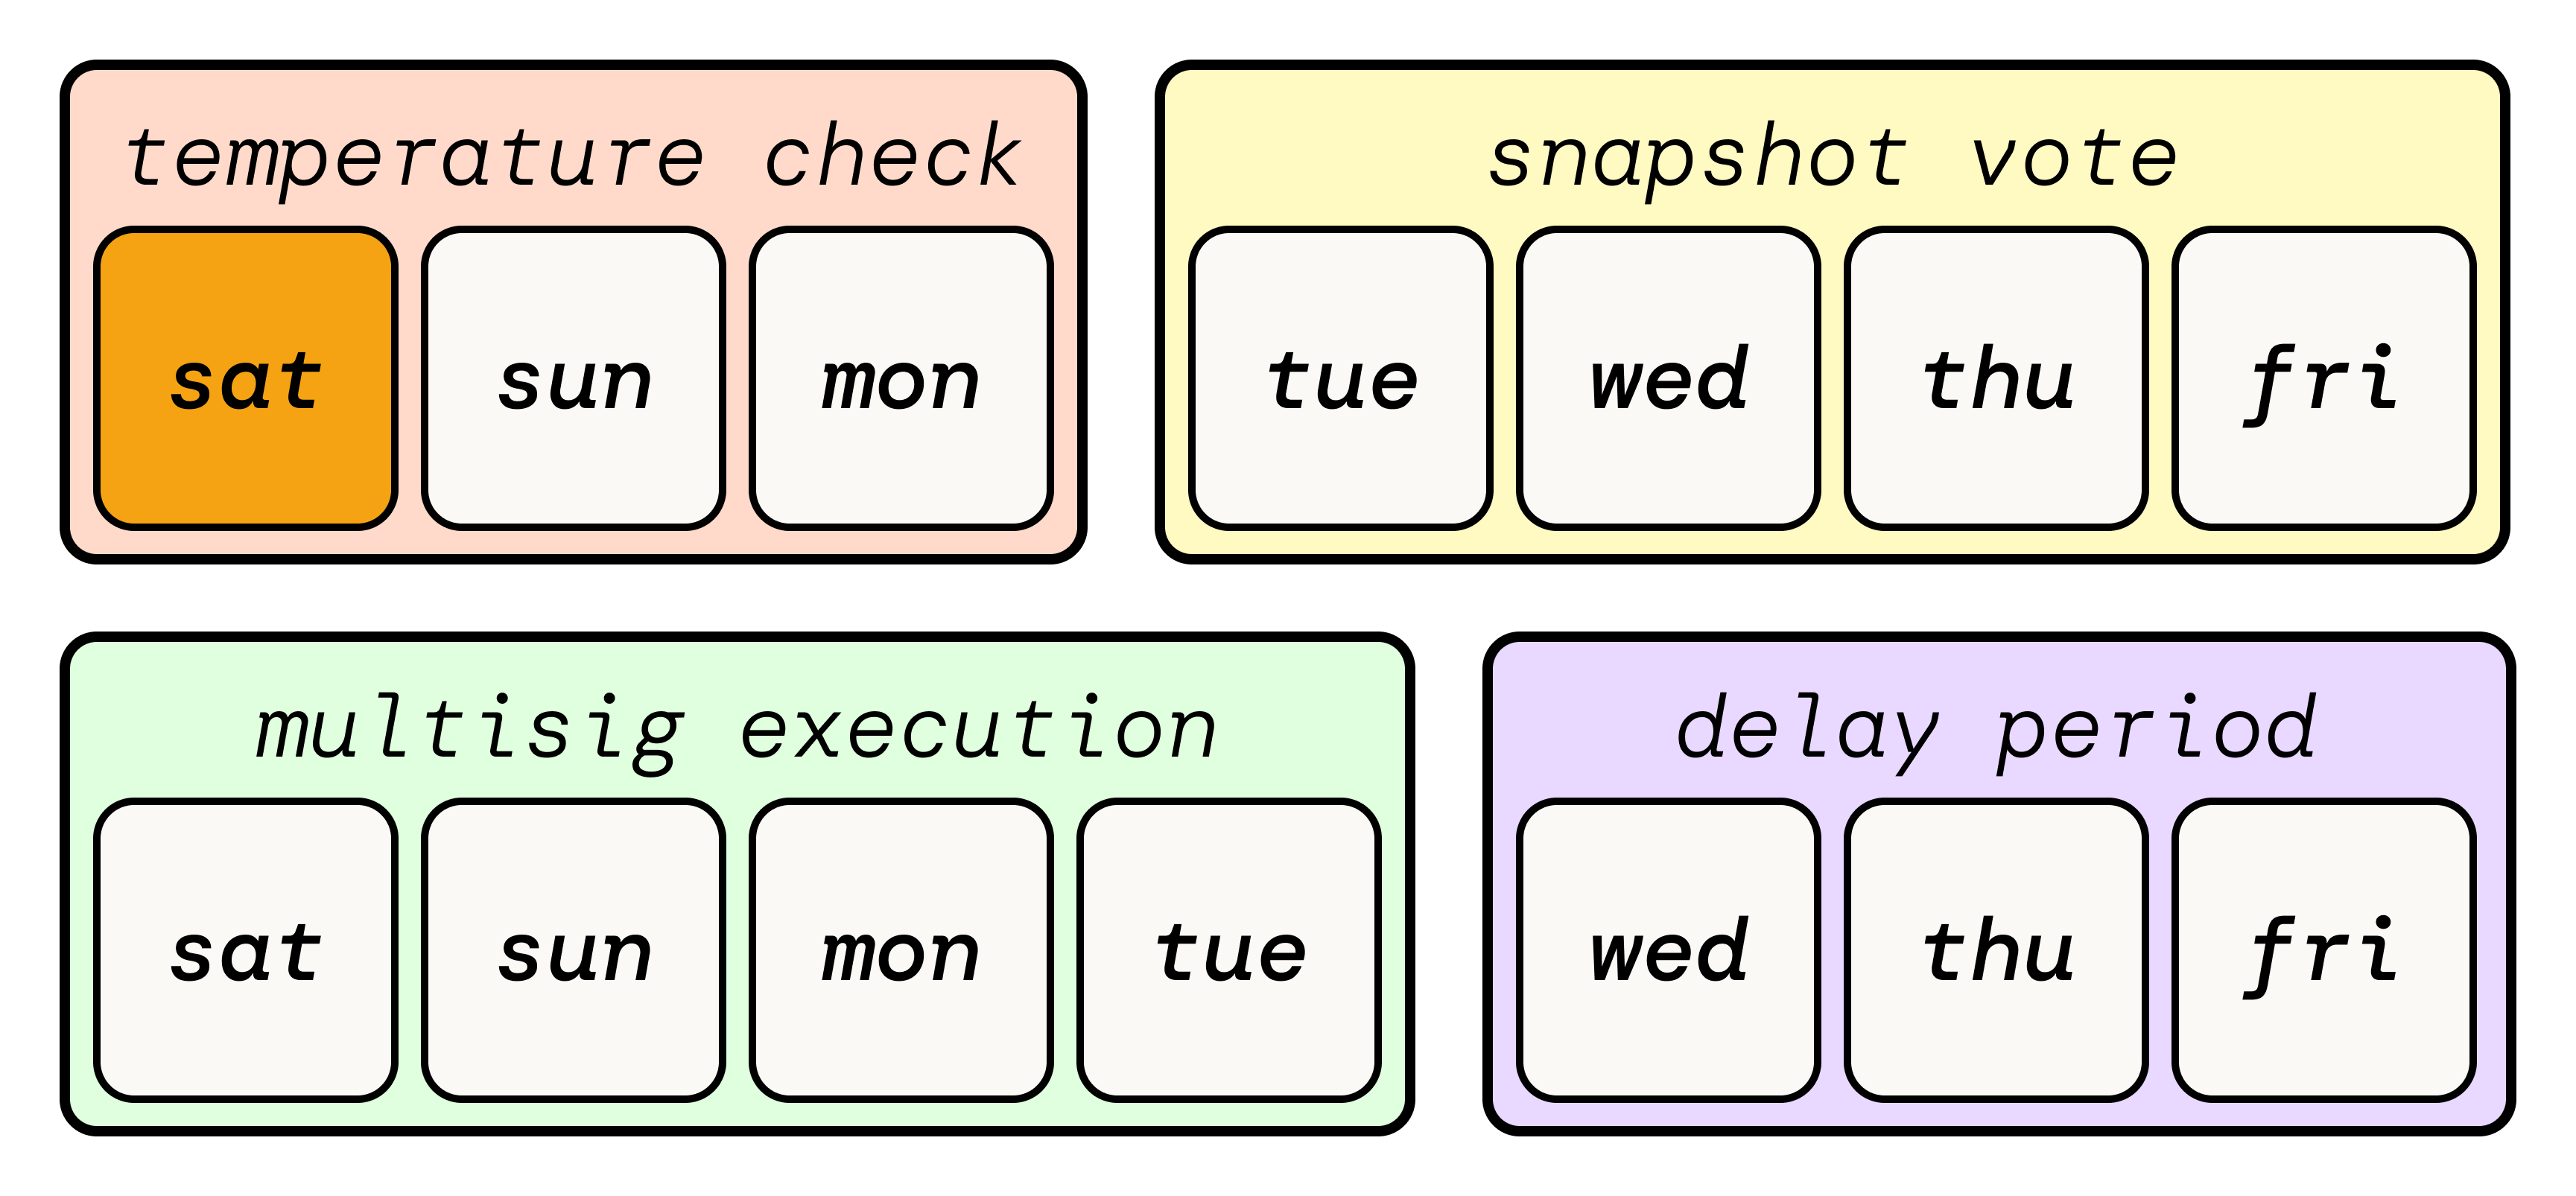 temperature check
sat sun mon
snapshot vote
tue wed thu fri
multisig execution
sat sun mon tue
delay period
wed thu fri